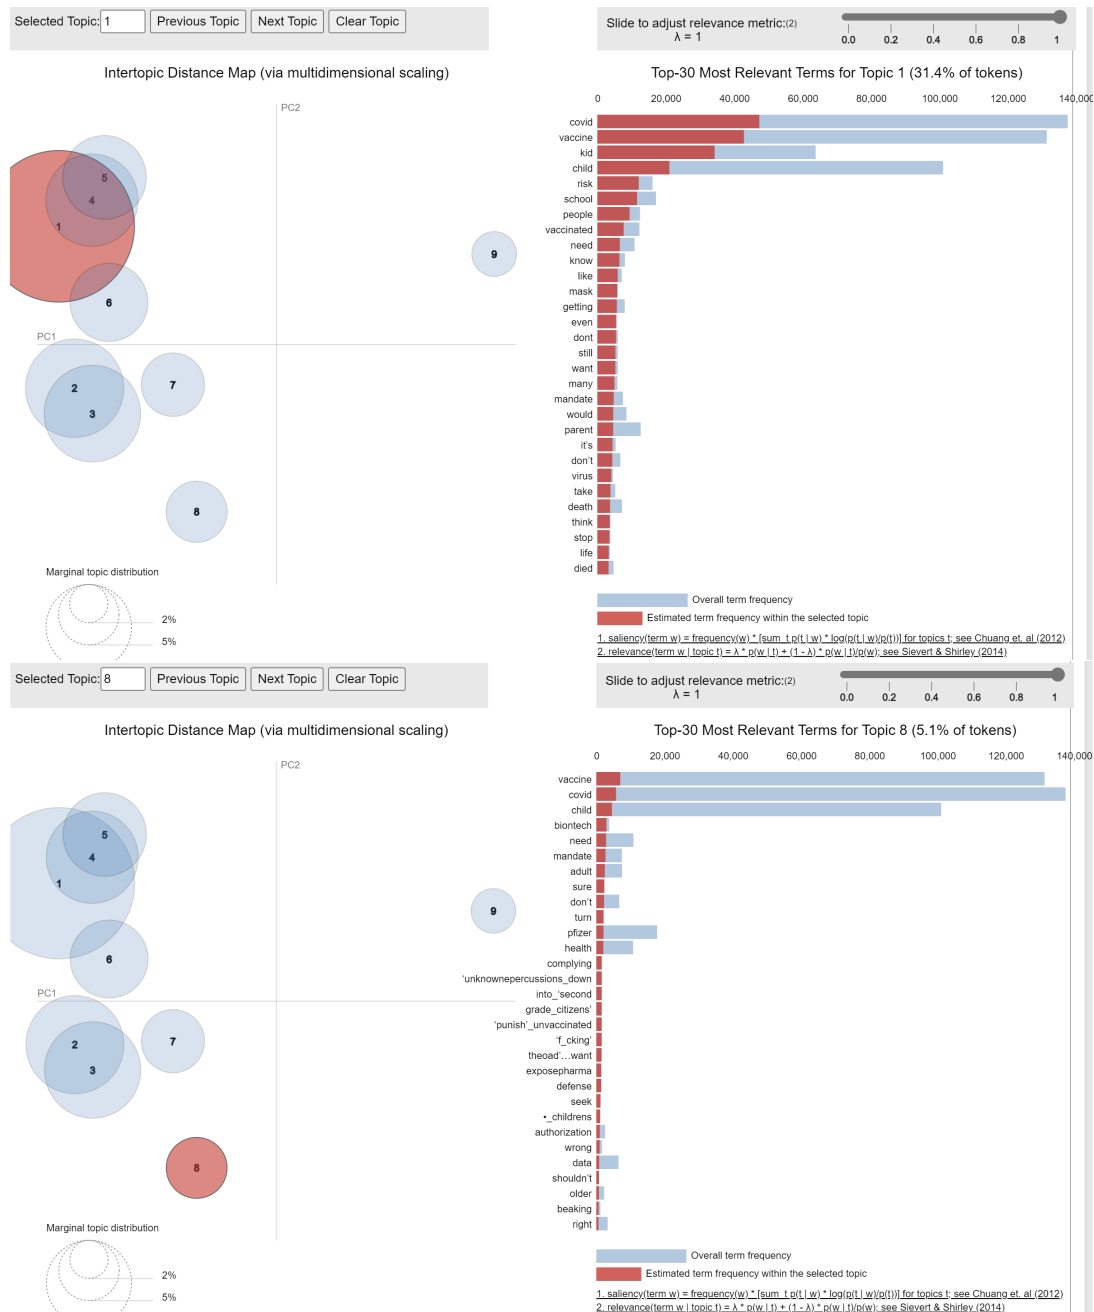 Selected Topic: 1 Previous Topic Next Topic Clear Topic
Slide to adjust relevance metric:(2)
λ = 1
0.0 0.2 0.4 0.6 0.8 1
Intertopic Distance Map (via multidimensional scaling)
PC2
PC1
5
4
1
6
9
2
3
7
8
Marginal topic distribution
2%
5%
Top-30 Most Relevant Terms for Topic 1 (31.4% of tokens)
0 20,000 40,000 60,000 80,000 100,000 120,000 140,000
covid
vaccine
kid
child
risk
school
people
vaccinated
need
know
like
mask
getting
even
dont
still
want
many
mandate
would
parent
it's
don't
virus
take
death
think
stop
life
died
Overall term frequency
Estimated term frequency within the selected topic
1. saliency(term w) = frequency(w) * [sum_t p(t | w) * log(p(t | w)/p(t))] for topics t; see Chuang et. al (2012)
2. relevance(term w | topic t) = λ * p(w | t) + (1 - λ) * p(w | t)/p(w); see Sievert & Shirley (2014)
Selected Topic: 8 Previous Topic Next Topic Clear Topic
Slide to adjust relevance metric:(2)
λ = 1
0.0 0.2 0.4 0.6 0.8 1
Intertopic Distance Map (via multidimensional scaling)
PC2
PC1
5
4
1
6
9
2
3
7
8
Marginal topic distribution
2%
5%
Top-30 Most Relevant Terms for Topic 8 (5.1% of tokens)
0 20,000 40,000 60,000 80,000 100,000 120,000 140,000
vaccine
covid
child
biontech
need
mandate
adult
sure
don't
turn
pfizer
health
complying
'unknownepercussions_down
into_'second
grade_citizens'
'punish'_unvaccinated
'f_cking'
theoad'…want
exposepharma
defense
seek
•_childrens
authorization
wrong
data
shouldn't
older
beaking
right
Overall term frequency
Estimated term frequency within the selected topic
1. saliency(term w) = frequency(w) * [sum_t p(t | w) * log(p(t | w)/p(t))] for topics t; see Chuang et. al (2012)
2. relevance(term w | topic t) = λ * p(w | t) + (1 - λ) * p(w | t)/p(w); see Sievert & Shirley (2014)